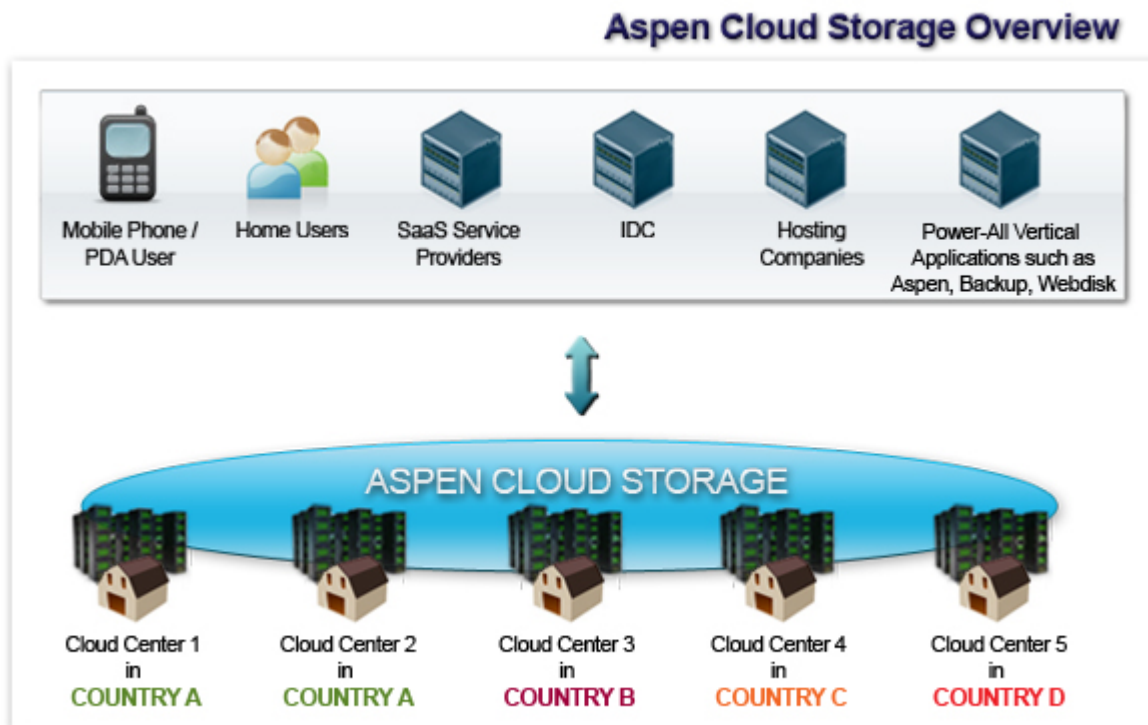 Aspen Cloud Storage Overview
Mobile Phone /
PDA User
Home Users
SaaS Service
Providers
IDC
Hosting
Companies
Power-All Vertical
Applications such as
Aspen, Backup, Webdisk
ASPEN CLOUD STORAGE
Cloud Center 1
in
COUNTRY A
Cloud Center 2
in
COUNTRY A
Cloud Center 3
in
COUNTRY B
Cloud Center 4
in
COUNTRY C
Cloud Center 5
in
COUNTRY D